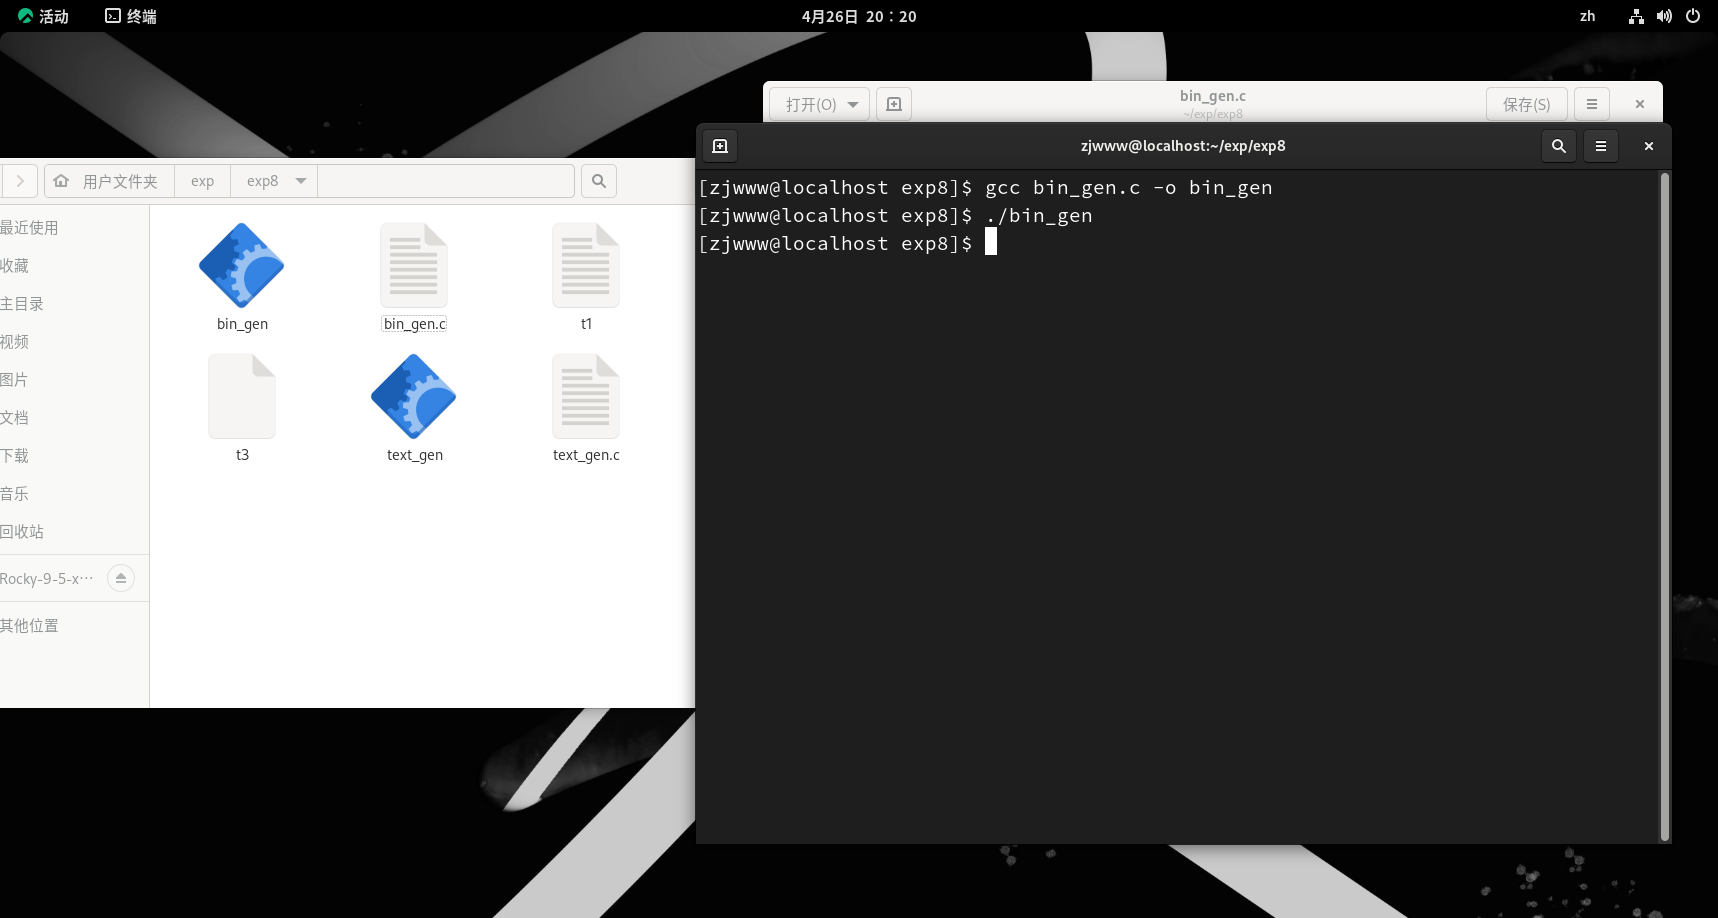 活动 终端 4月26日 20：20 zh
打开(O) bin_gen.c 保存(S)
~/exp/exp8
zjwww@localhost:~/exp/exp8
[zjwww@localhost exp8]$ gcc bin_gen.c -o bin_gen
[zjwww@localhost exp8]$ ./bin_gen
[zjwww@localhost exp8]$
用户文件夹 exp exp8
最近使用
收藏
主目录
视频
图片
文档
下载
音乐
回收站
Rocky-9-5-x…
其他位置
bin_gen bin_gen.c t1
t3 text_gen text_gen.c